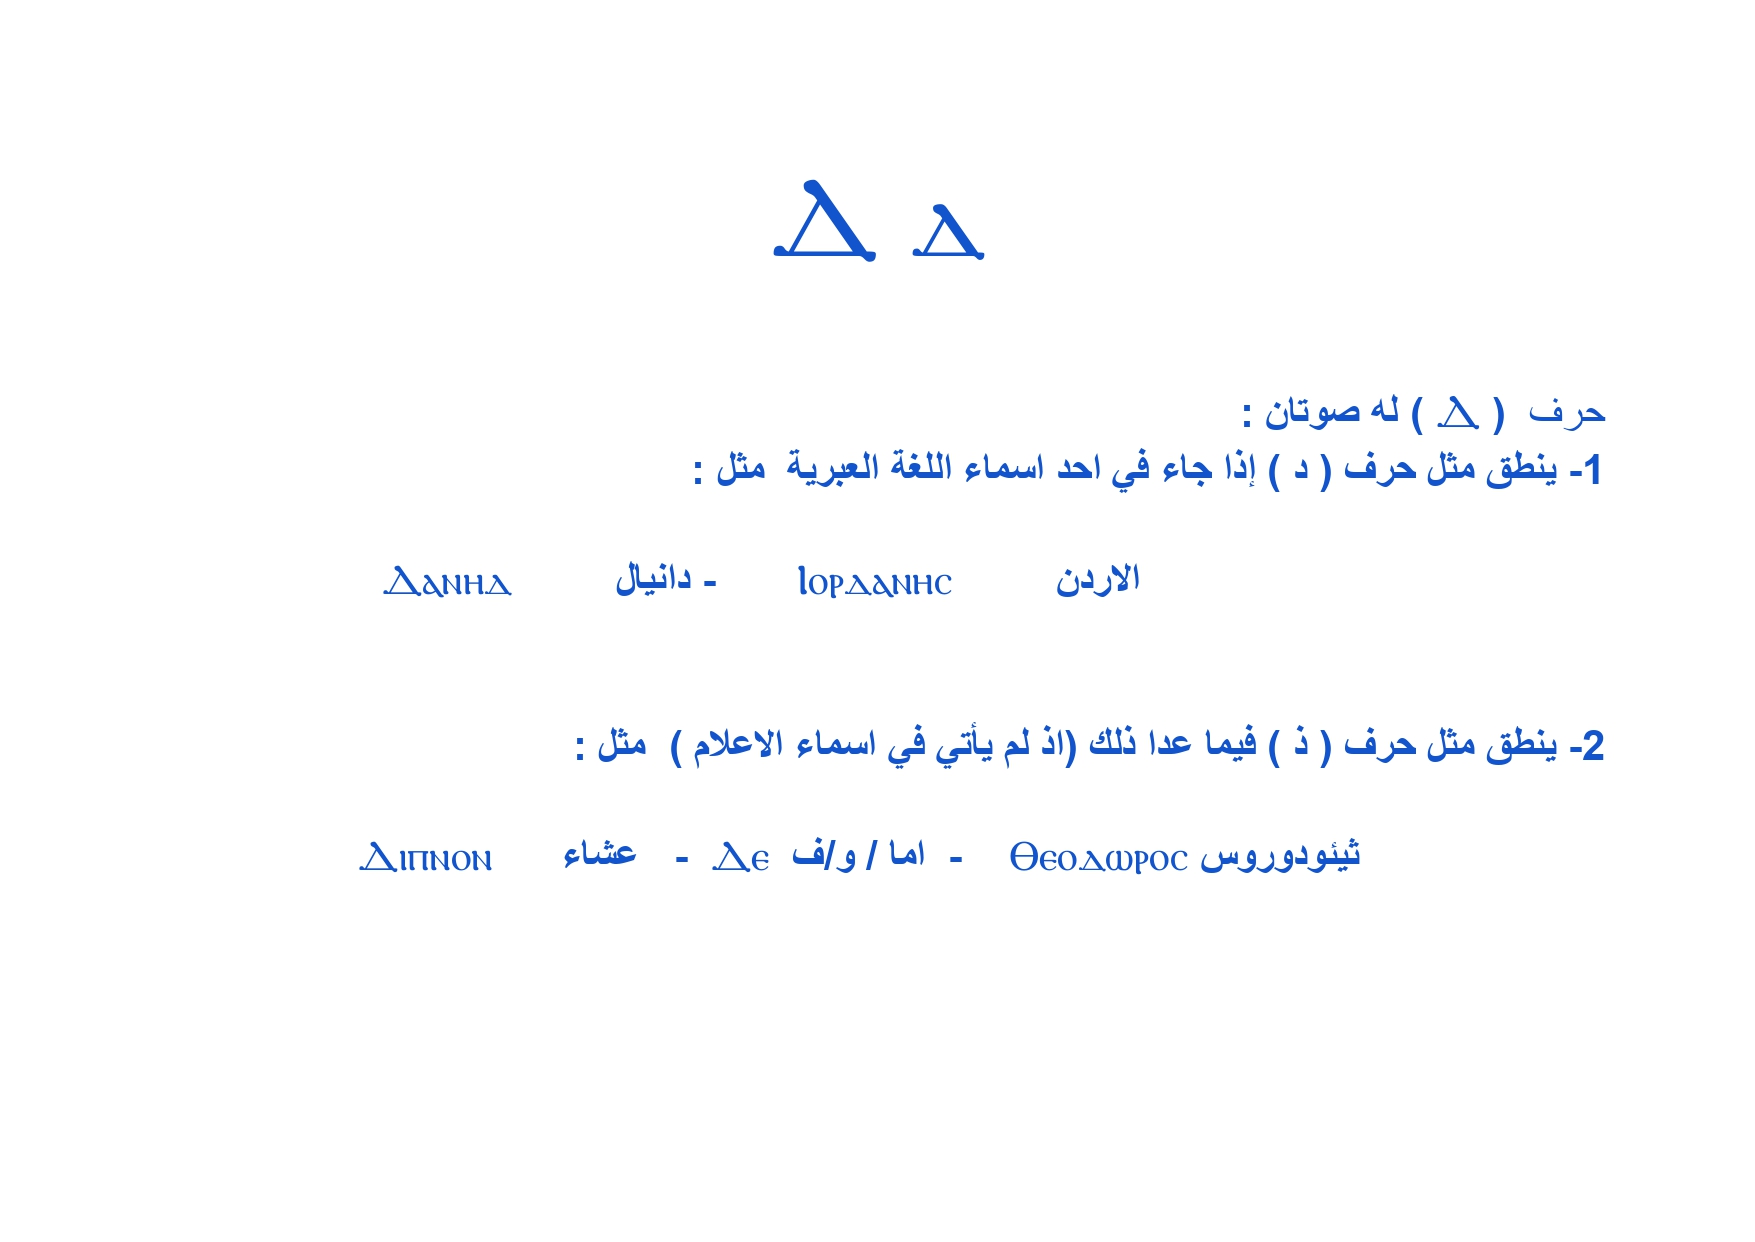 Ⲇ ⲇ
حرف ( Ⲇ ) له صوتان :
1- ينطق مثل حرف ( د ) إذا جاء في احد اسماء اللغة العبرية مثل :
الاردن Ⲓⲟⲣⲇⲁⲛⲏⲥ - دانيال Ⲇⲁⲛⲏⲇ
2- ينطق مثل حرف ( ذ ) فيما عدا ذلك (اذ لم يأتي في اسماء الاعلام ) مثل :
ثيئودوروس Ⲑⲉⲟⲇⲱⲣⲟⲥ - اما / و/ف Ⲇⲉ - عشاء Ⲇⲓⲡⲛⲟⲛ